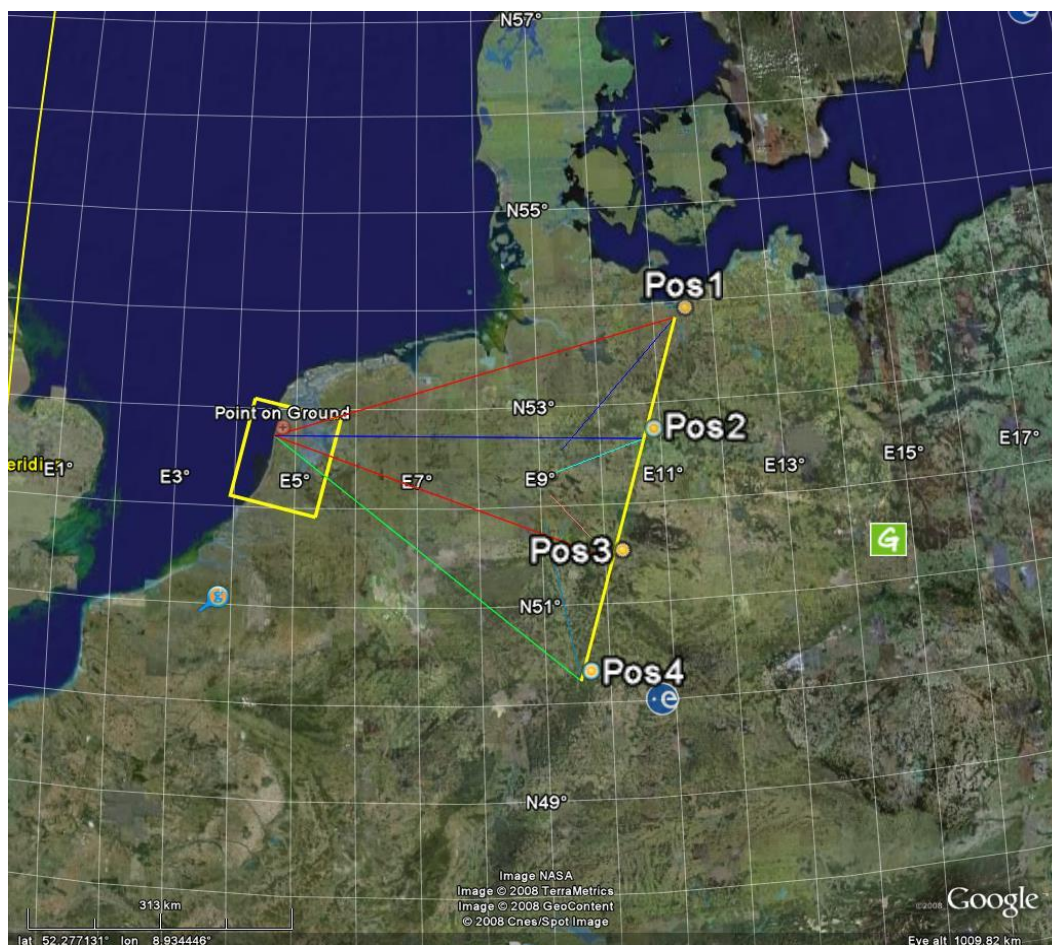 N57°
N55°
Pos1
N53°
Point on Ground
Pos2
eridian
E1°
E3°
E5°
E7°
E9°
E11°
E13°
E15°
E17°
Pos3
N51°
Pos4
e
N49°
Image NASA
Image © 2008 TerraMetrics
Image © 2008 GeoContent
© 2008 Cnes/Spot Image
©2008 Google
313 km
lat 52.277131° lon 8.934446°
Eye alt 1009.82 km